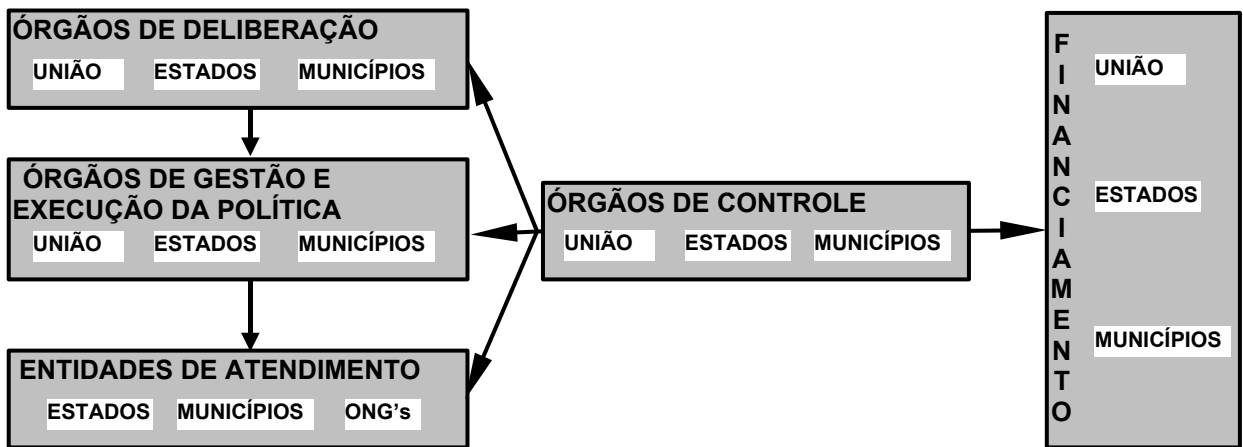 ÓRGÃOS DE DELIBERAÇÃO
UNIÃO ESTADOS MUNICÍPIOS
ÓRGÃOS DE GESTÃO E
EXECUÇÃO DA POLÍTICA
UNIÃO ESTADOS MUNICÍPIOS
ENTIDADES DE ATENDIMENTO
ESTADOS MUNICÍPIOS ONG's
ÓRGÃOS DE CONTROLE
UNIÃO ESTADOS MUNICÍPIOS
FINANCIAMENTO
UNIÃO
ESTADOS
MUNICÍPIOS